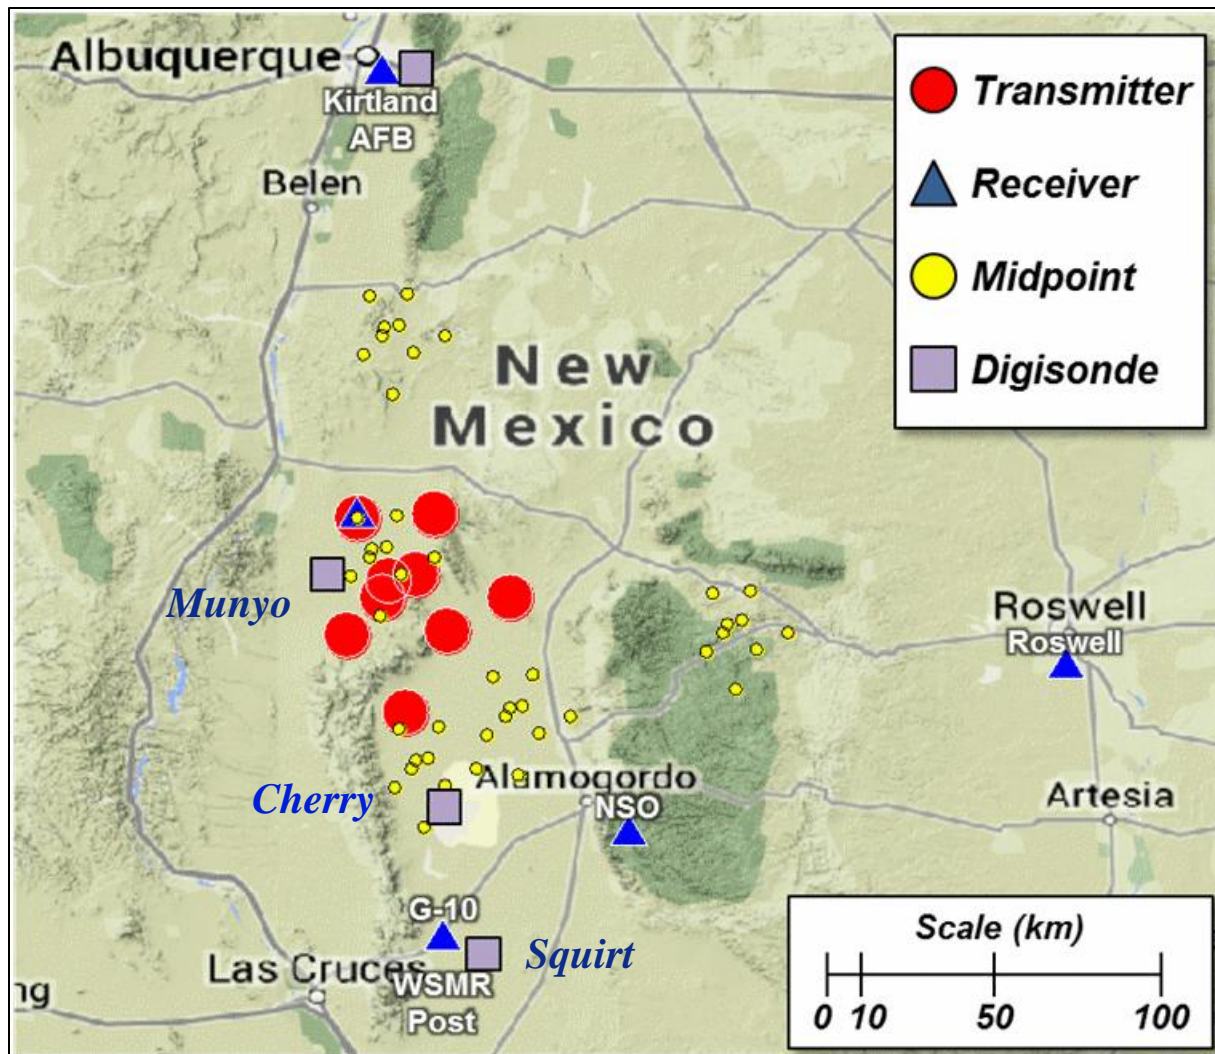 Albuquerque
Kirtland
AFB
Belen
Transmitter
Receiver
Midpoint
Digisonde
New
Mexico
Munyo
Roswell
Roswell
Cherry
Alamogordo
NSO
Artesia
G-10
Squirt
Las Cruces
WSMR
Post
ng
Scale (km)
0 10 50 100